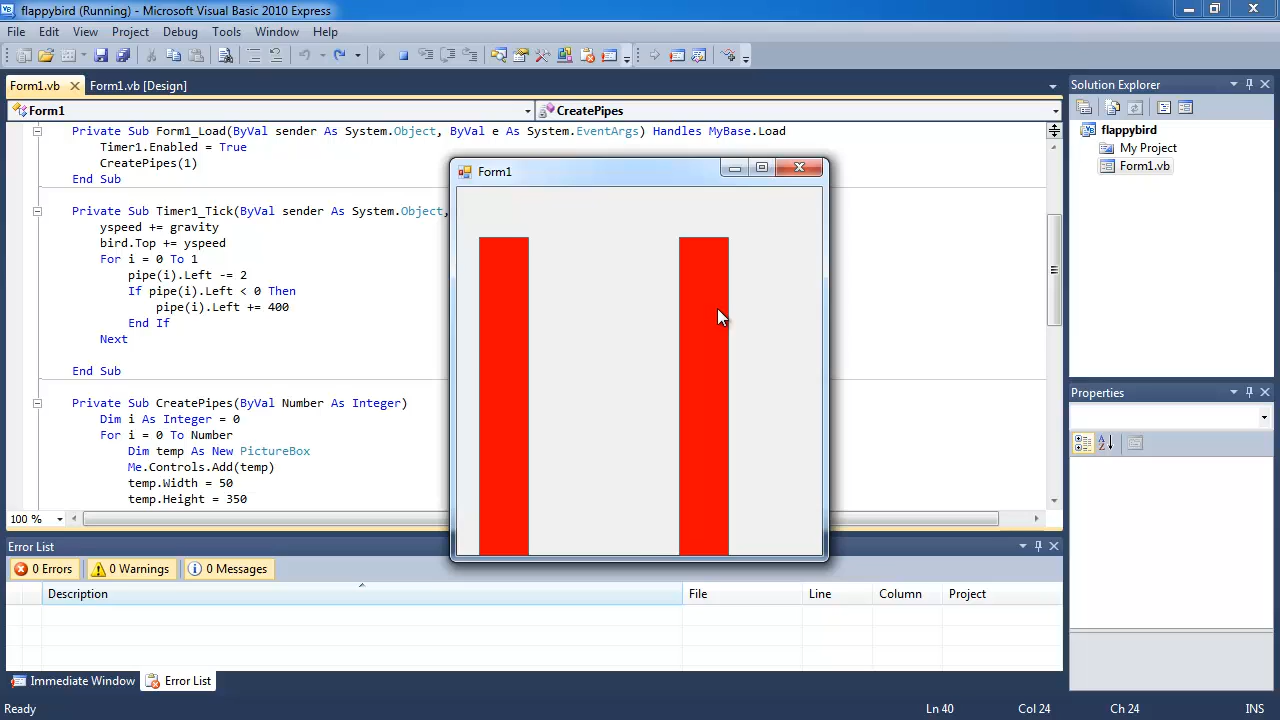 flappybird (Running) - Microsoft Visual Basic 2010 Express
File Edit View Project Debug Tools Window Help
Form1.vb Form1.vb [Design]
Form1 CreatePipes
Private Sub Form1_Load(ByVal sender As System.Object, ByVal e As System.EventArgs) Handles MyBase.Load
Timer1.Enabled = True
CreatePipes(1)
End Sub
Private Sub Timer1_Tick(ByVal sender As System.Object,
yspeed += gravity
bird.Top += yspeed
For i = 0 To 1
pipe(i).Left -= 2
If pipe(i).Left < 0 Then
pipe(i).Left += 400
End If
Next
End Sub
Private Sub CreatePipes(ByVal Number As Integer)
Dim i As Integer = 0
For i = 0 To Number
Dim temp As New PictureBox
Me.Controls.Add(temp)
temp.Width = 50
temp.Height = 350
100 %
Form1
Solution Explorer
flappybird
My Project
Form1.vb
Properties
Error List
0 Errors 0 Warnings 0 Messages
Description File Line Column Project
Immediate Window Error List
Ready Ln 40 Col 24 Ch 24 INS